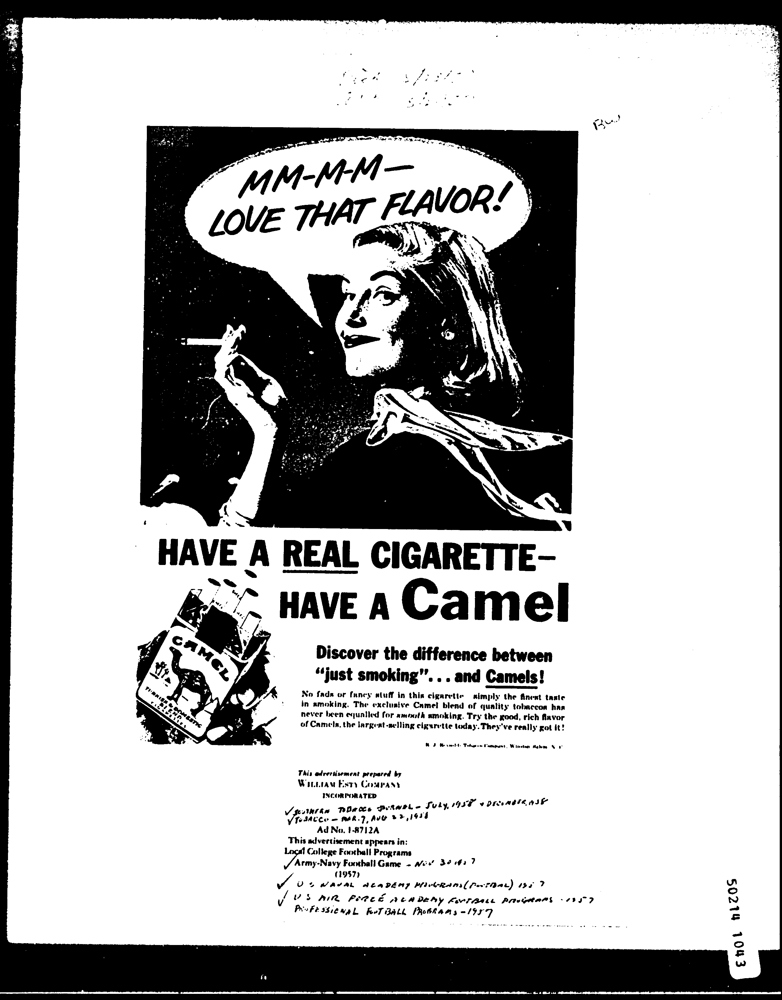 BW
MM-M-M—
LOVE THAT FLAVOR!
HAVE A REAL CIGARETTE–
HAVE A Camel
CAMEL
TURKISH & DOMESTIC
BLEND
CIGARETTES
Discover the difference between
“just smoking”... and Camels!
No fads or fancy stuff in this cigarette simply the finest taste
in smoking. The exclusive Camel blend of quality tobaccos has
never been equalled for smooth smoking. Try the good, rich flavor
of Camels, the largest-selling cigarette today. They've really got it!
R. J. Reynolds Tobacco Company, Winston-Salem, N. C.
This advertisement prepared by
WILLIAM ESTY COMPANY
INCORPORATED
✓ SOUTHERN TOBACCO JOURNAL – JULY, 1958 + DECEMBER, 1958
✓ TOBACCO – MAR. 7, AUG 22, 1958
Ad No. 1-8712A
This advertisement appears in:
Local College Football Programs
✓ Army-Navy Football Game – NOV 30 1957
(1957)
✓ U S NAVAL ACADEMY PROGRAMS (FOOTBALL) 1957
✓ U S AIR FORCE ACADEMY FOOTBALL PROGRAMS - 1957
PROFESSIONAL FOOTBALL PROGRAMS – 1957
50214 1043